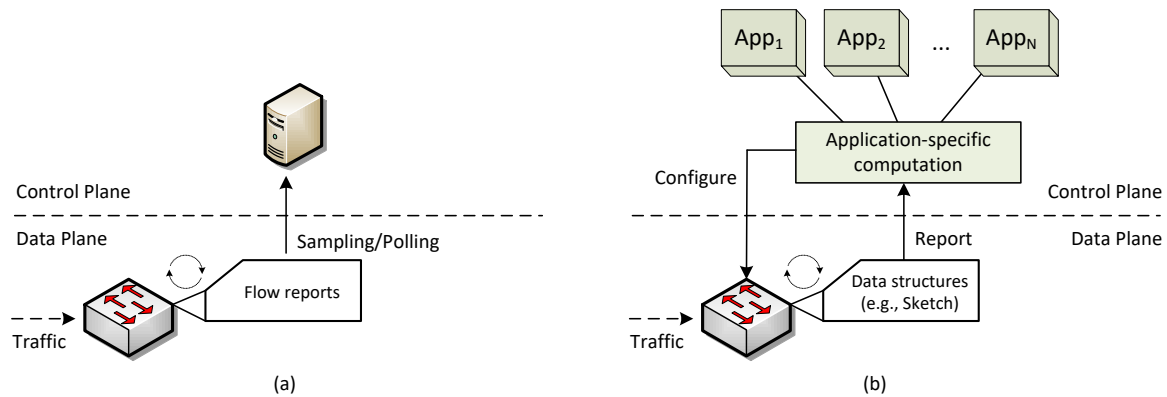 Control Plane
Data Plane
Sampling/Polling
Flow reports
Traffic
(a)
App1
App2
...
AppN
Application-specific
computation
Configure
Control Plane
Report
Data Plane
Data structures
(e.g., Sketch)
Traffic
(b)